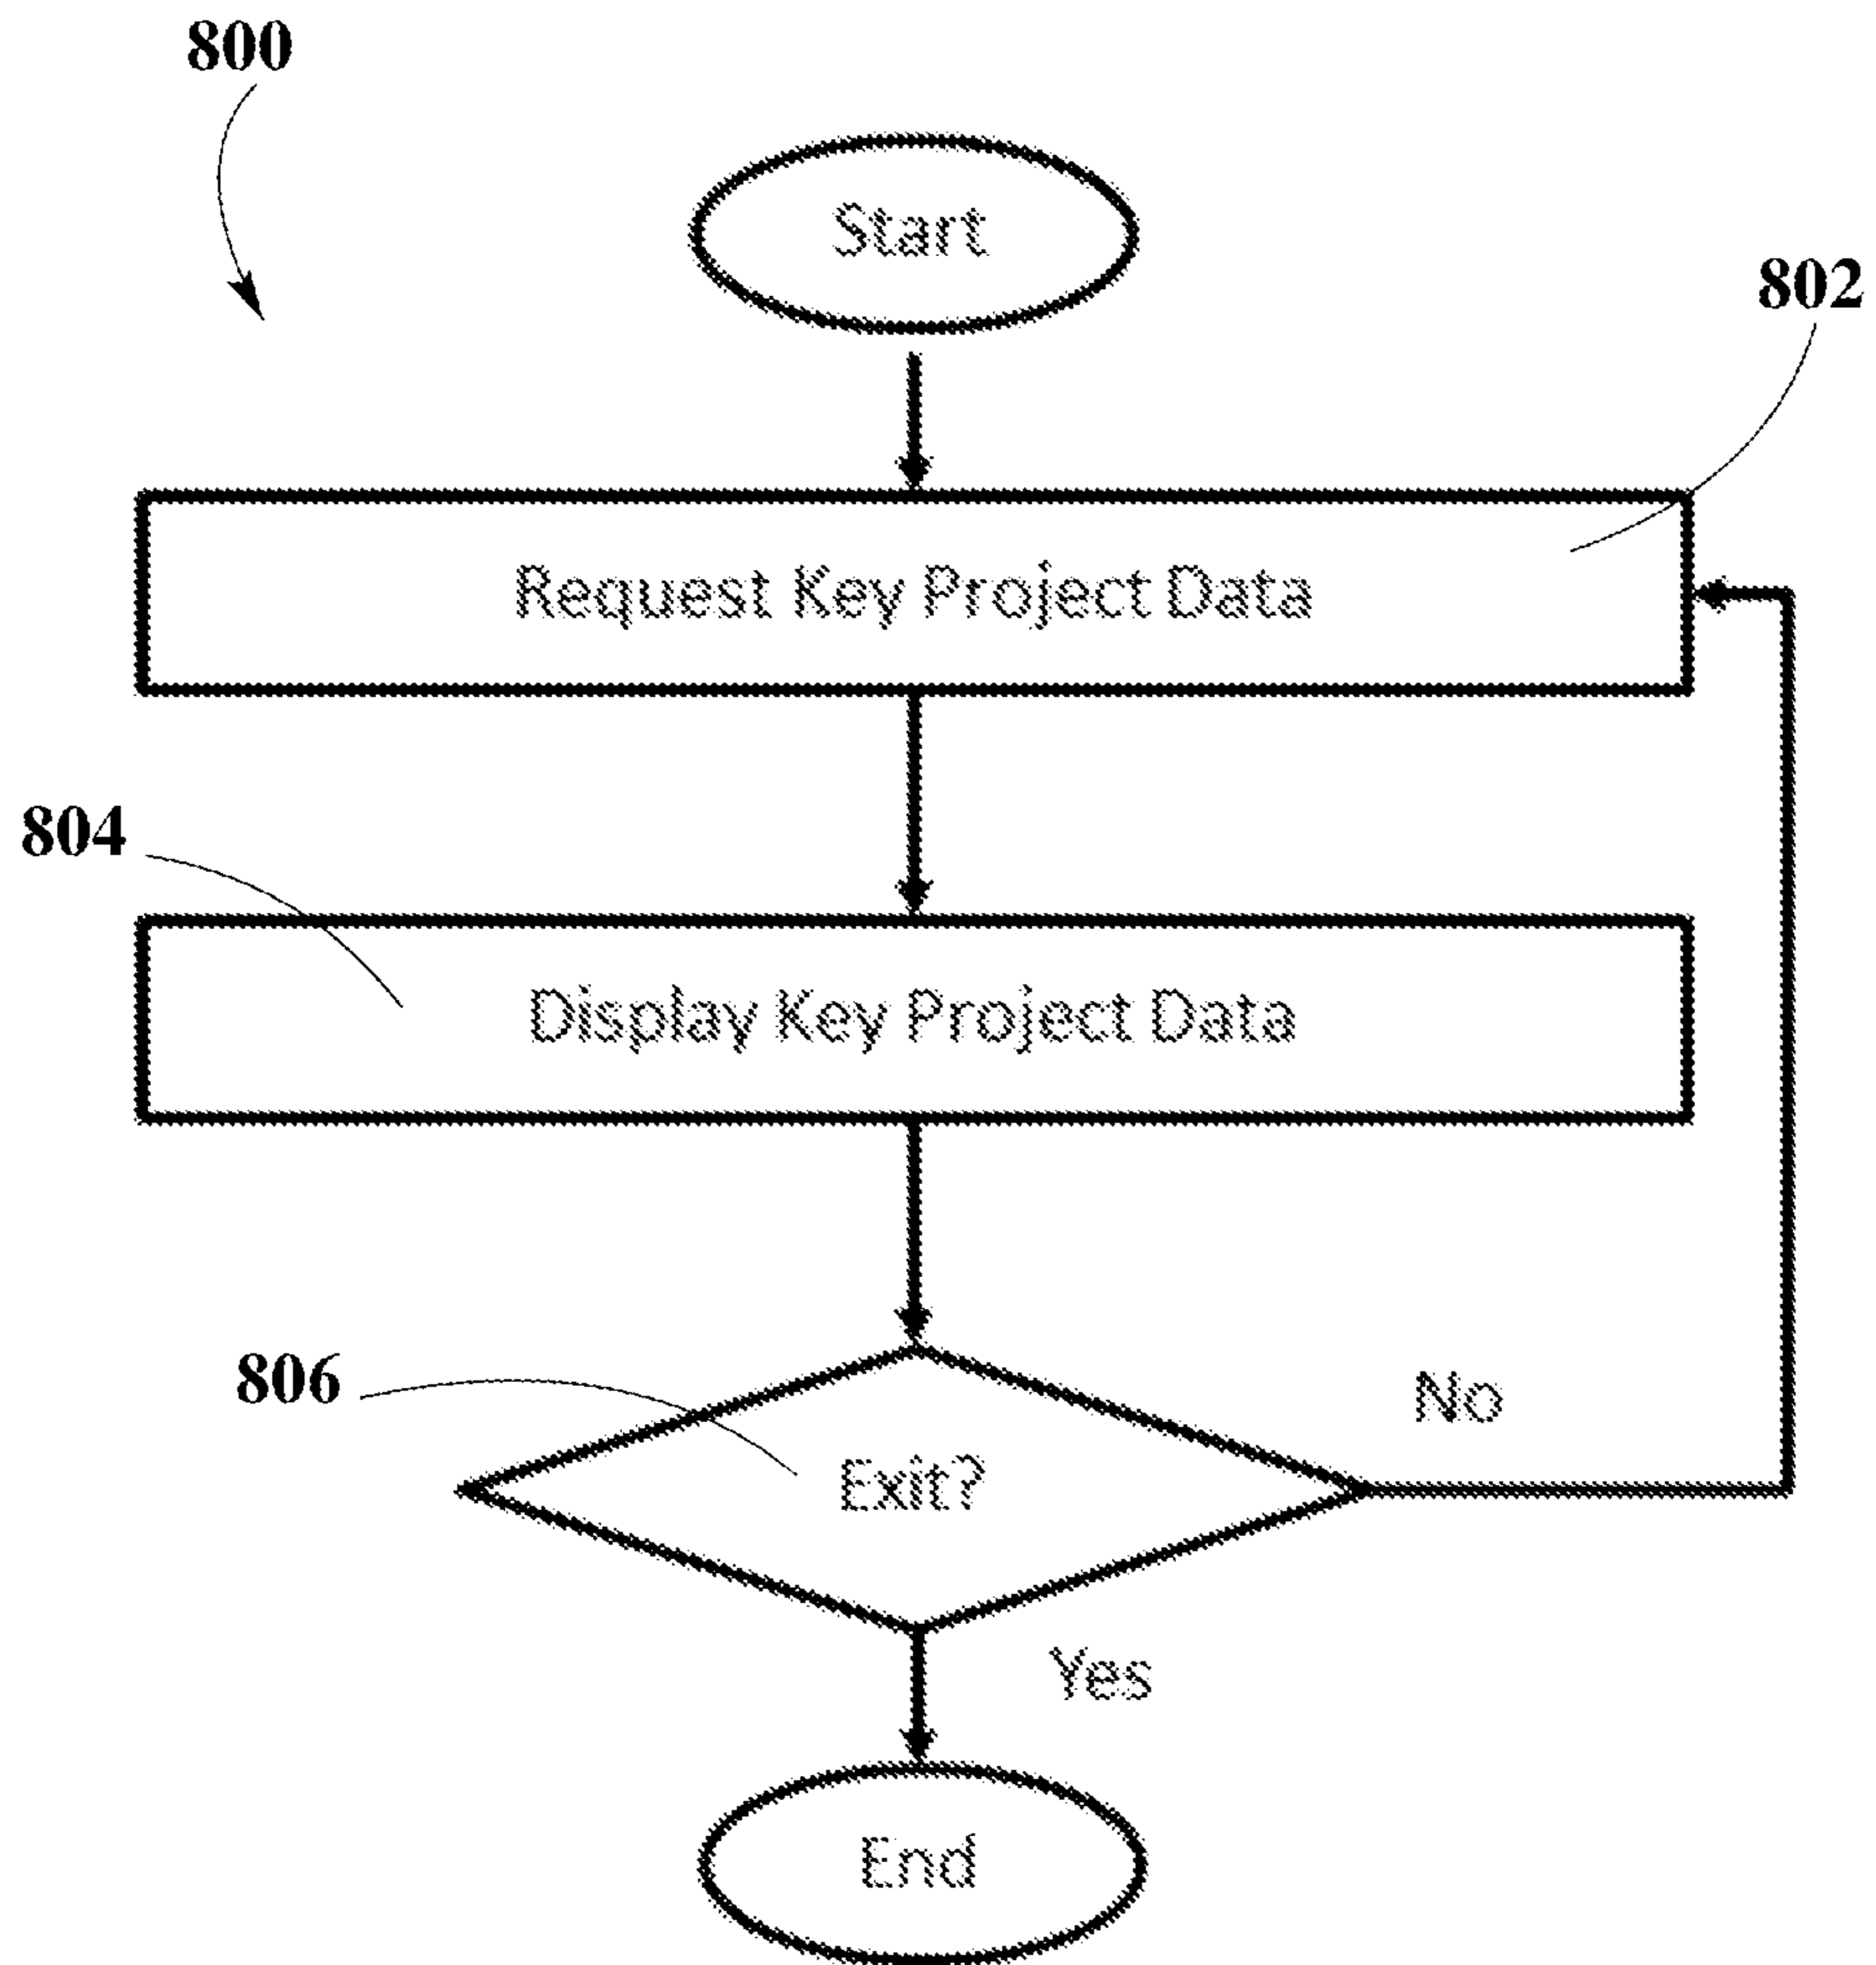 800
Start
802
Request Key Project Data
804
Display Key Project Data
806
Exit?
No
Yes
End